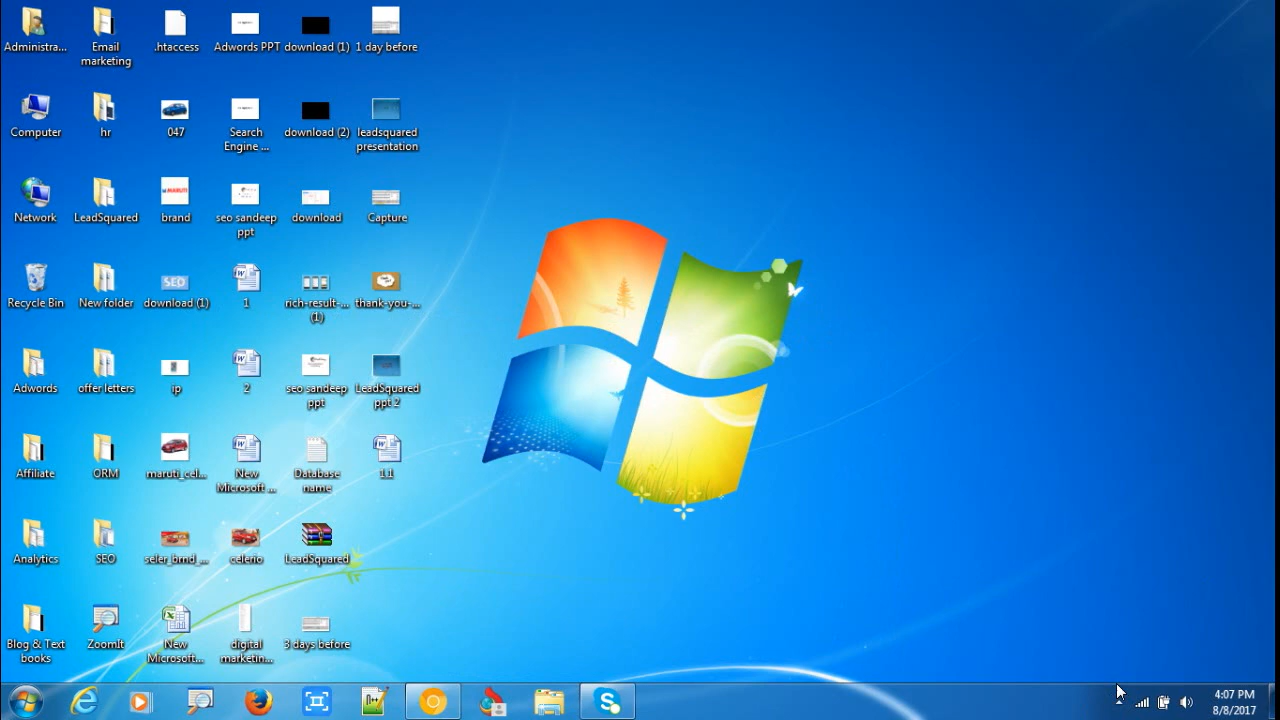 Administra...
Email
marketing
.htaccess
Adwords PPT
download (1)
1 day before
Computer
hr
047
Search
Engine ...
download (2)
leadsquared
presentation
Network
LeadSquared
brand
seo sandeep
ppt
download
Capture
Recycle Bin
New folder
download (1)
1
rich-result-...
(1)
thank-you-...
Adwords
offer letters
ip
2
seo sandeep
ppt
LeadSquared
ppt 2
Affiliate
ORM
maruti_cel...
New
Microsoft ...
Database
name
1.1
Analytics
SEO
seler_brnd_...
celerio
LeadSquared
Blog & Text
books
ZoomIt
New
Microsoft...
digital
marketin...
3 days before
SEO
4:07 PM
8/8/2017